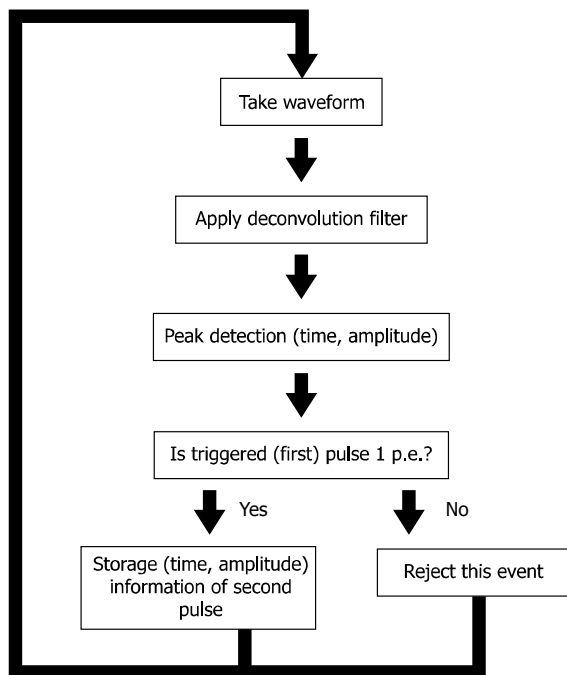 Take waveform
Apply deconvolution filter
Peak detection (time, amplitude)
Is triggered (first) pulse 1 p.e.?
Yes
No
Storage (time, amplitude)
information of second
pulse
Reject this event